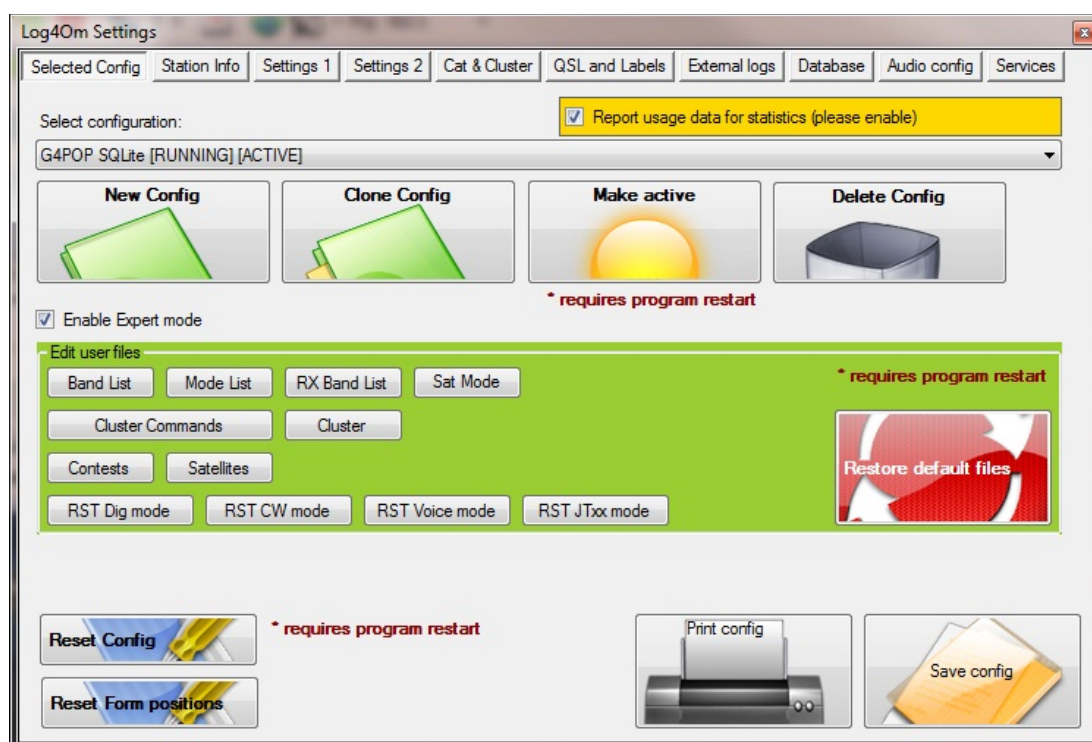 Log4Om Settings
Selected Config Station Info Settings 1 Settings 2 Cat & Cluster QSL and Labels External logs Database Audio config Services
Select configuration:
Report usage data for statistics (please enable)
G4POP SQLite [RUNNING] [ACTIVE]
New Config Clone Config Make active Delete Config
* requires program restart
Enable Expert mode
Edit user files
Band List Mode List RX Band List Sat Mode
* requires program restart
Cluster Commands Cluster
Contests Satellites
Restore default files
RST Dig mode RST CW mode RST Voice mode RST JTxx mode
Reset Config
* requires program restart
Print config
Save config
Reset Form positions